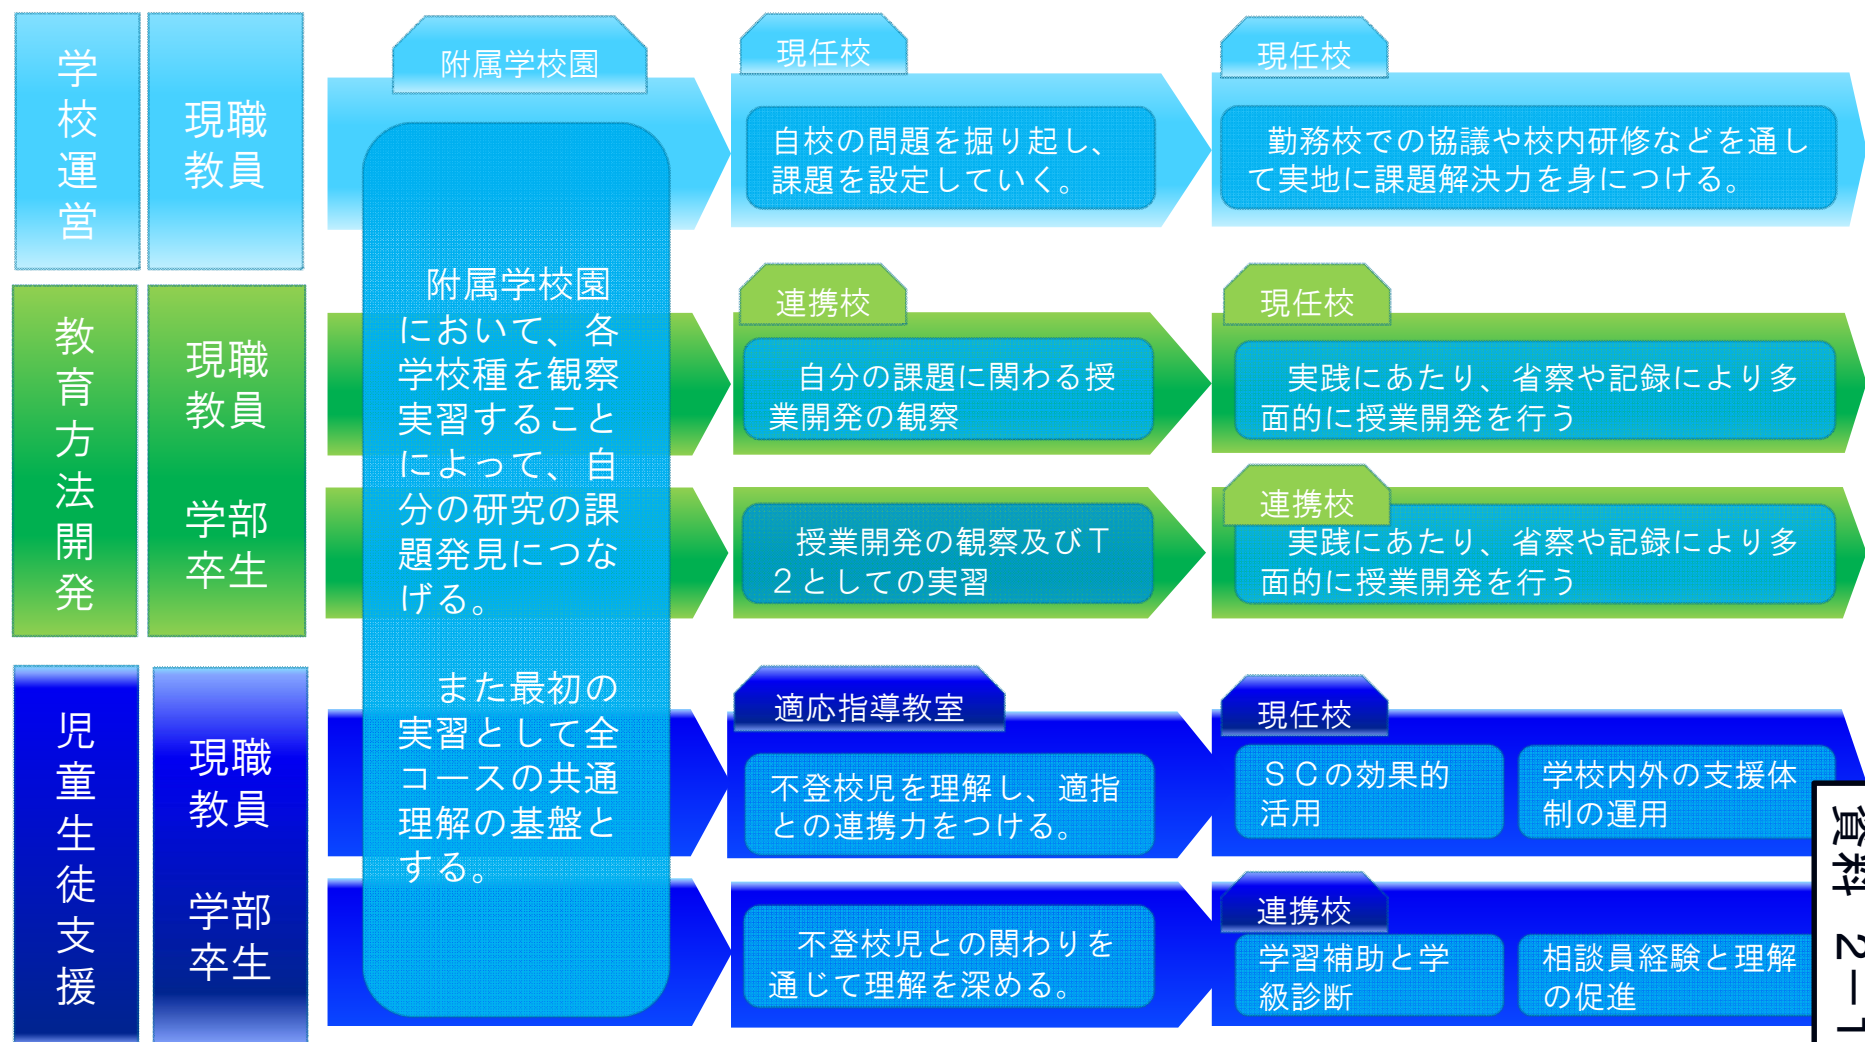 学校運営
現職
教員
附属学校園
現任校
自校の問題を掘り起し、
課題を設定していく。
現任校
勤務校での協議や校内研修などを通し
て実地に課題解決力を身につける。
附属学校園
において、各
学校種を観察
実習すること
によって、自
分の研究の課
題発見につな
げる。
また最初の
実習として全
コースの共通
理解の基盤と
する。
教育方法開発
現職
教員
連携校
自分の課題に関わる授
業開発の観察
現任校
実践にあたり、省察や記録により多
面的に授業開発を行う
学部
卒生
授業開発の観察及びT
2としての実習
連携校
実践にあたり、省察や記録により多
面的に授業開発を行う
児童生徒支援
現職
教員
適応指導教室
不登校児を理解し、適指
との連携力をつける。
現任校
SCの効果的
活用
学校内外の支援体
制の運用
学部
卒生
不登校児との関わりを
通じて理解を深める。
連携校
学習補助と学
級診断
相談員経験と理解
の促進
資料 2―1